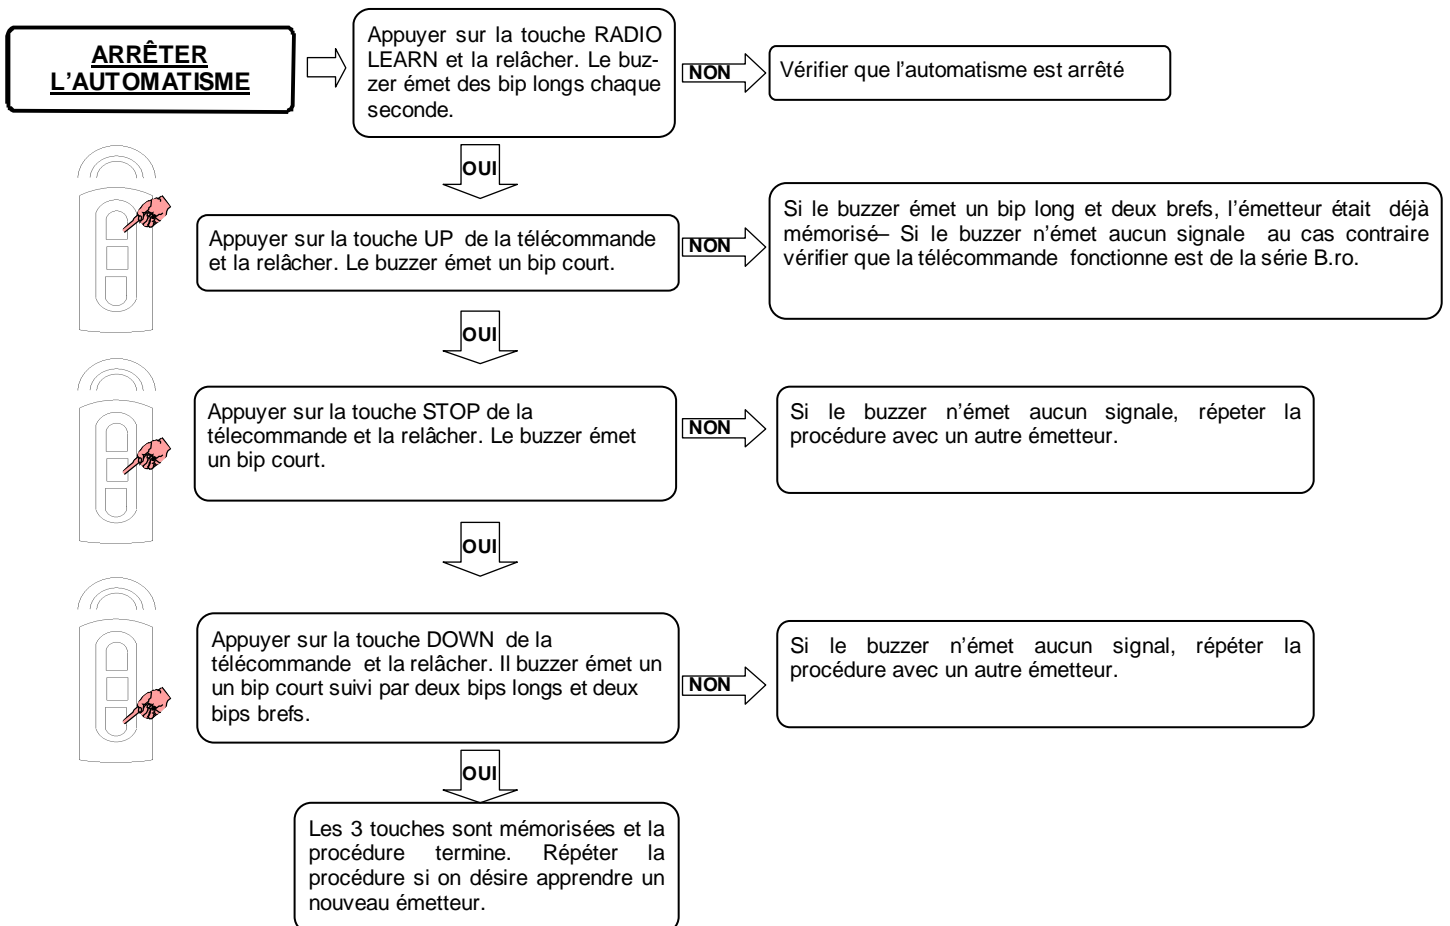 ARRÊTER
L'AUTOMATISME
Appuyer sur la touche RADIO
LEARN et la relâcher. Le buz-
zer émet des bip longs chaque
seconde.
NON
Vérifier que l'automatisme est arrêté
OUI
Appuyer sur la touche UP de la télécommande
et la relâcher. Le buzzer émet un bip court.
NON
Si le buzzer émet un bip long et deux brefs, l'émetteur était déjà
mémorisé– Si le buzzer n'émet aucun signale au cas contraire
vérifier que la télécommande fonctionne est de la série B.ro.
OUI
Appuyer sur la touche STOP de la
télecommande et la relâcher. Le buzzer émet
un bip court.
NON
Si le buzzer n'émet aucun signale, répeter la
procédure avec un autre émetteur.
OUI
Appuyer sur la touche DOWN de la
télécommande et la relâcher. Il buzzer émet un
un bip court suivi par deux bips longs et deux
bips brefs.
NON
Si le buzzer n'émet aucun signal, répéter la
procédure avec un autre émetteur.
OUI
Les 3 touches sont mémorisées et la
procédure termine. Répéter la
procédure si on désire apprendre un
nouveau émetteur.